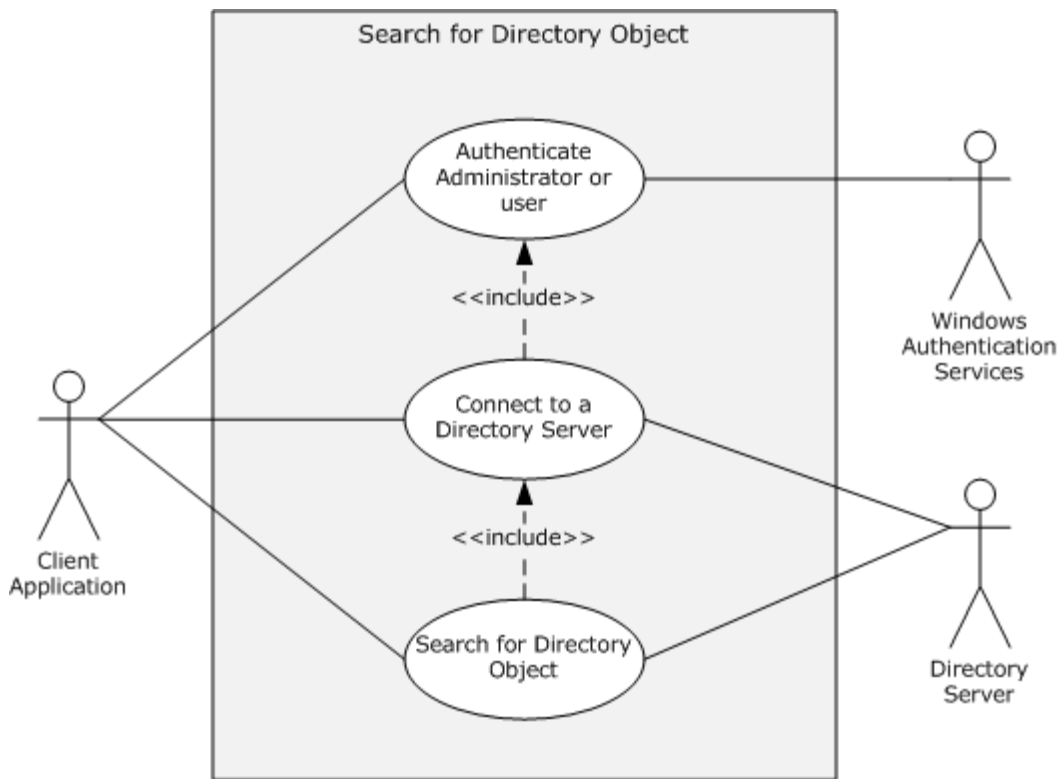 Search for Directory Object
Authenticate
Administrator or
user
<<include>>
Windows
Authentication
Services
Connect to a
Directory Server
<<include>>
Client
Application
Search for Directory
Object
Directory
Server